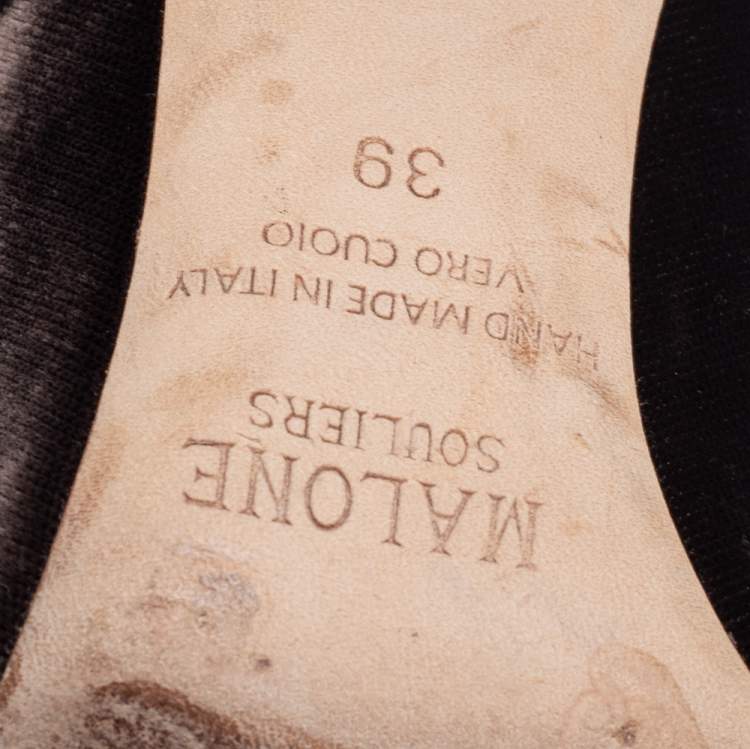 MALONE
SOULIERS
HAND MADE IN ITALY
VERO CUOIO
39